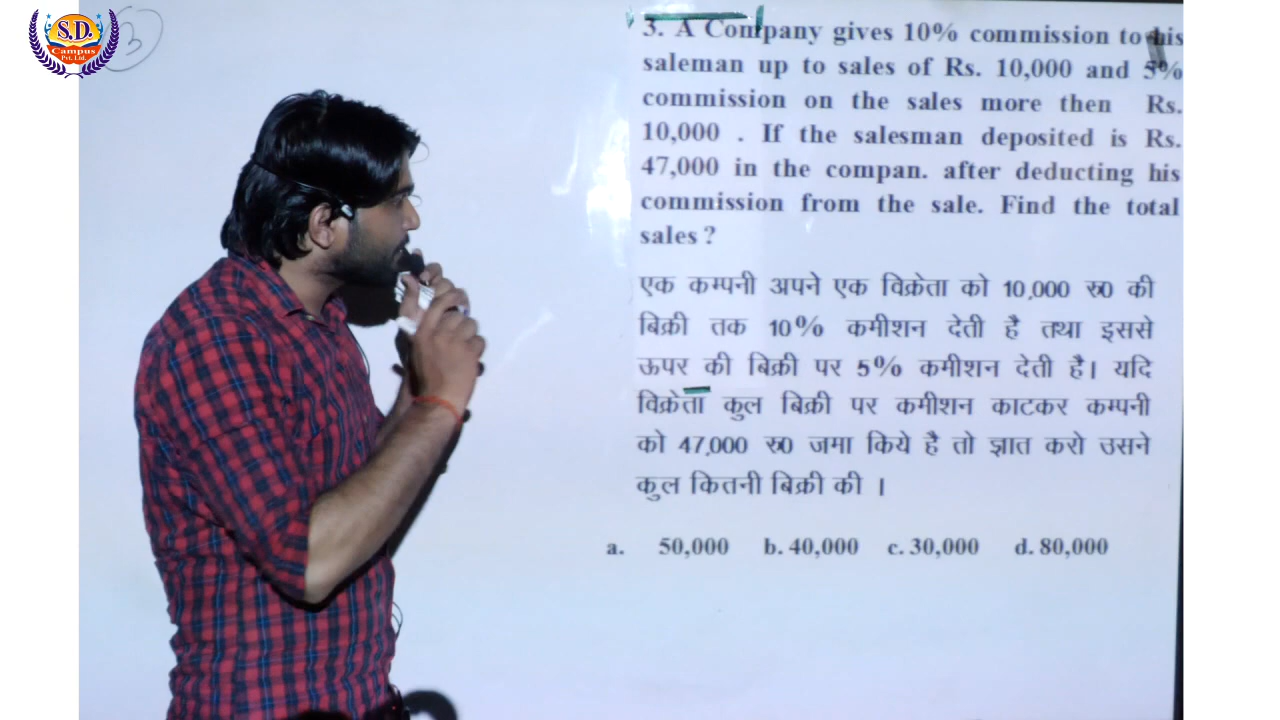 S.D.
Campus
Pvt. Ltd.
3
3. A Company gives 10% commission to his
saleman up to sales of Rs. 10,000 and 5%
commission on the sales more then Rs.
10,000 . If the salesman deposited is Rs.
47,000 in the compan. after deducting his
commission from the sale. Find the total
sales ?
एक कम्पनी अपने एक विक्रेता को 10,000 रू0 की
बिक्री तक 10% कमीशन देती है तथा इससे
ऊपर की बिक्री पर 5% कमीशन देती है। यदि
विक्रेता कुल बिक्री पर कमीशन काटकर कम्पनी
को 47,000 रू0 जमा किये है तो ज्ञात करो उसने
कुल कितनी बिक्री की ।
a. 50,000 b. 40,000 c. 30,000 d. 80,000